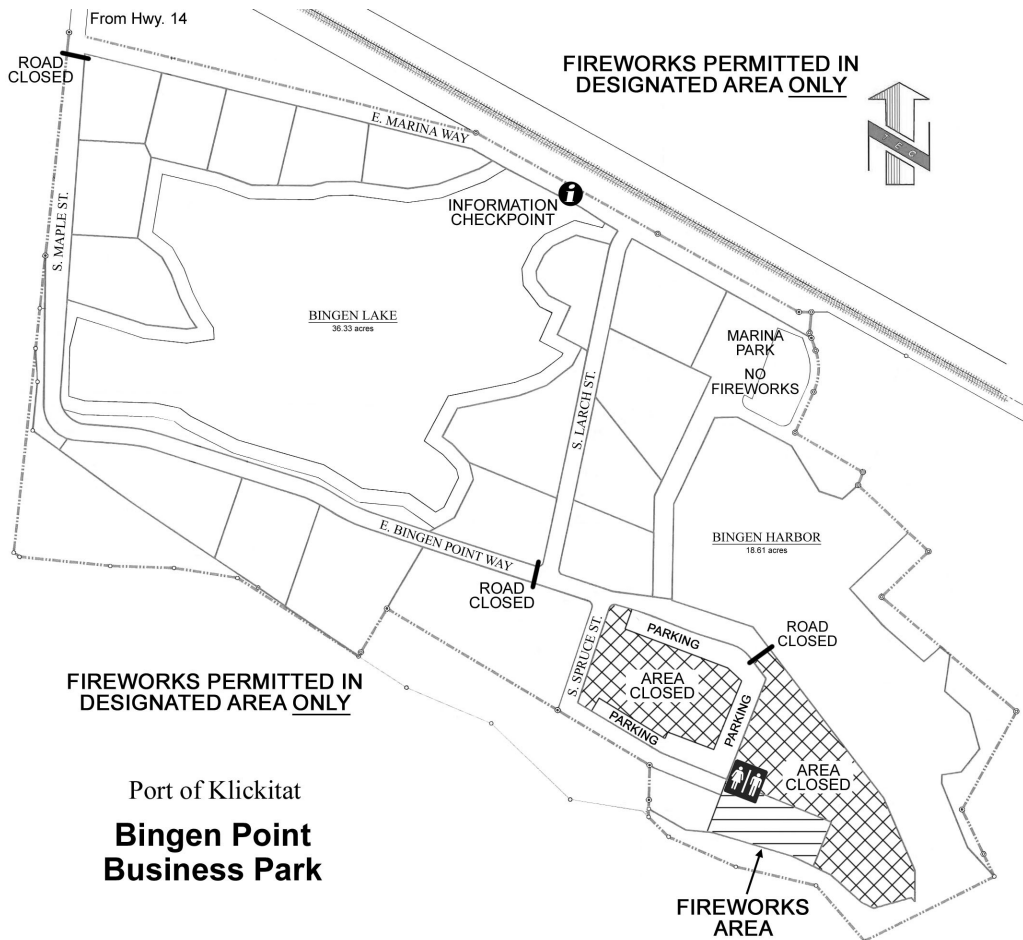 From Hwy. 14
ROAD
CLOSED
FIREWORKS PERMITTED IN
DESIGNATED AREA ONLY
E. MARINA WAY
N
T E C
INFORMATION
CHECKPOINT
i
S. MAPLE ST.
BINGEN LAKE
36.33 acres
MARINA
PARK
NO
FIREWORKS
S. LARCH ST.
E. BINGEN POINT WAY
BINGEN HARBOR
18.61 acres
ROAD
CLOSED
S. SPRUCE ST.
PARKING
ROAD
CLOSED
AREA
CLOSED
PARKING
PARKING
AREA
CLOSED
FIREWORKS PERMITTED IN
DESIGNATED AREA ONLY
Port of Klickitat
Bingen Point
Business Park
FIREWORKS
AREA